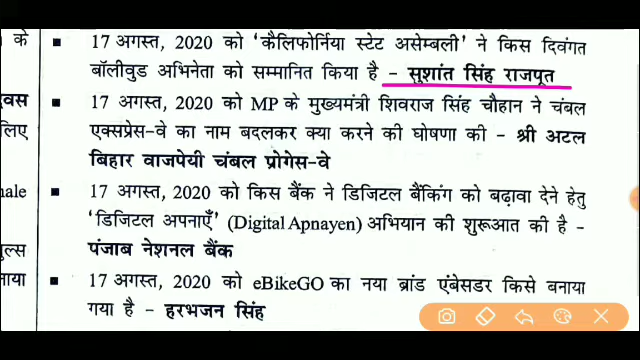 के
▪ 17 अगस्त, 2020 को 'कैलिफोर्निया स्टेट असेम्बली' ने किस दिवंगत
बॉलीवुड अभिनेता को सम्मानित किया है - सुशांत सिंह राजपूत
वस
▪ 17 अगस्त, 2020 को MP के मुख्यमंत्री शिवराज सिंह चौहान ने चंबल
लिए
एक्सप्रेस-वे का नाम बदलकर क्या करने की घोषणा की - श्री अटल
बिहार वाजपेयी चंबल प्रोगेस-वे
nale
▪ 17 अगस्त, 2020 को किस बैंक ने डिजिटल बैंकिंग को बढ़ावा देने हेतु
'डिजिटल अपनाएँ' (Digital Apnayen) अभियान की शुरूआत की है -
ुल्स
पंजाब नेशनल बैंक
नाया
▪ 17 अगस्त, 2020 को eBikeGO का नया ब्रांड एंबेसडर किसे बनाया
गया है - हरभजन सिंह